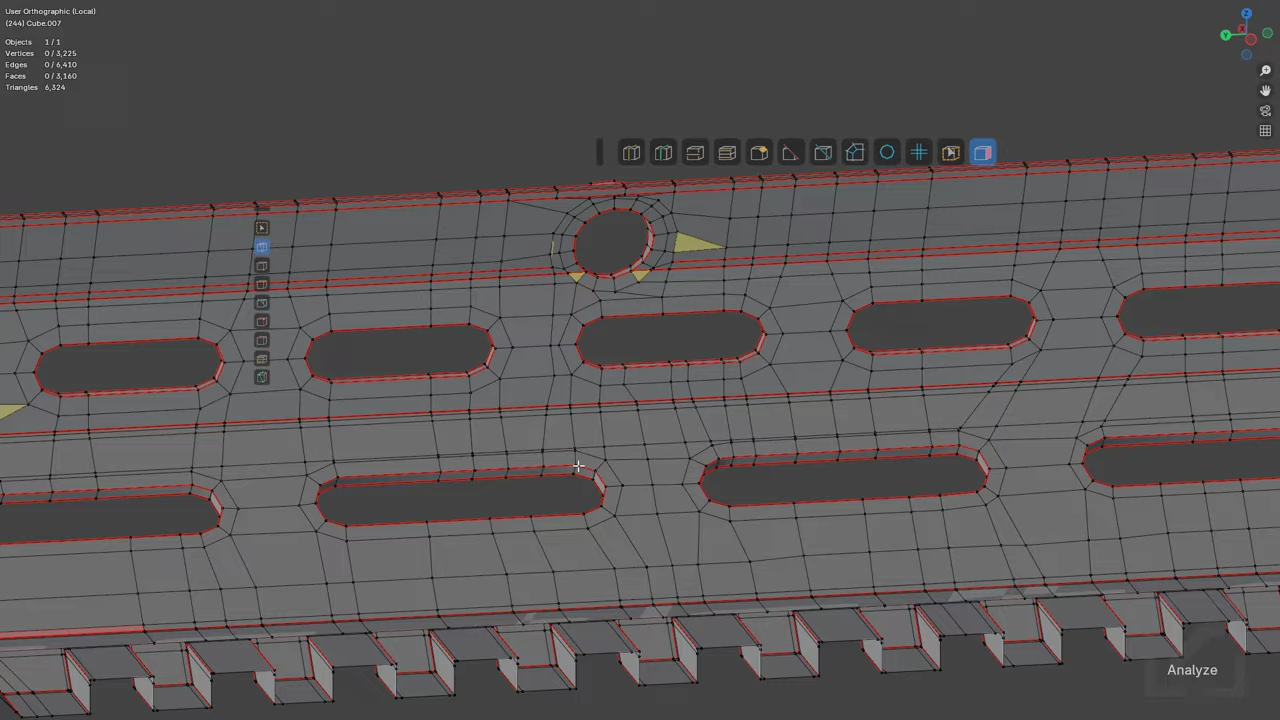 User Orthographic (Local)
(244) Cube.007
Objects 1 / 1
Vertices 0 / 3,225
Edges 0 / 6,410
Faces 0 / 3,160
Triangles 6,324
Z
Y
X
Analyze